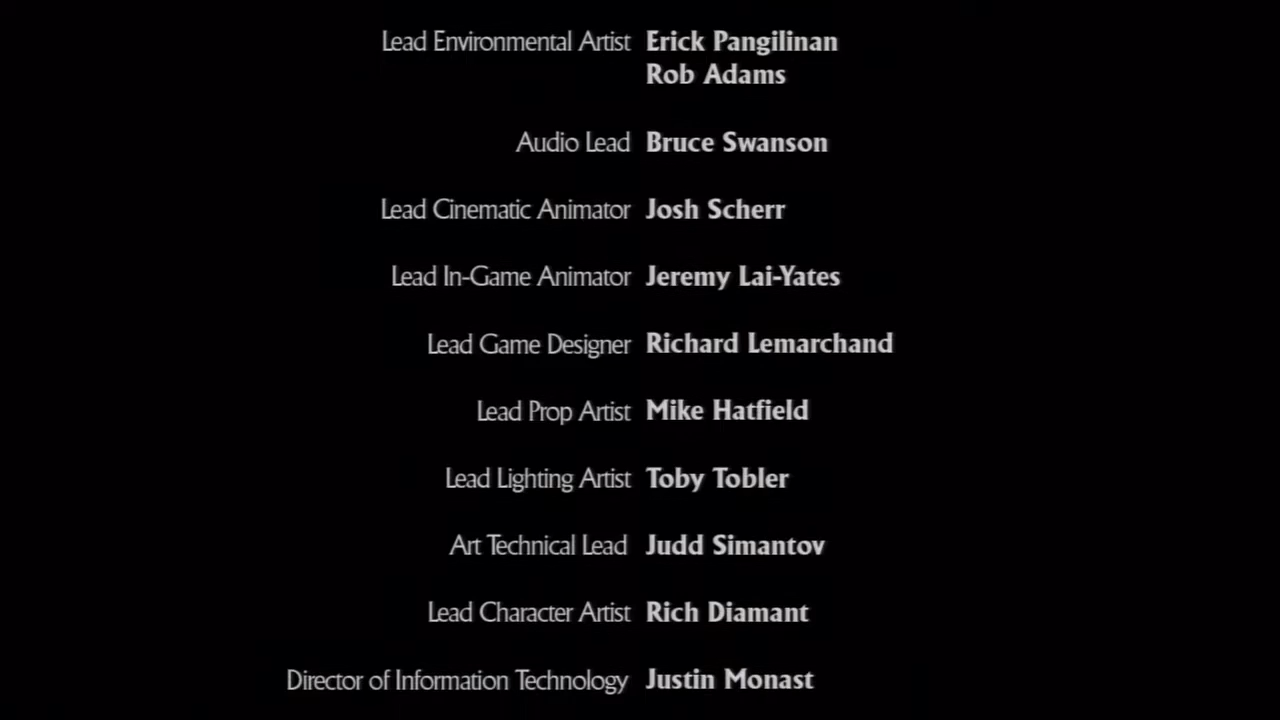 Lead Environmental Artist Erick Pangilinan
Rob Adams
Audio Lead Bruce Swanson
Lead Cinematic Animator Josh Scherr
Lead In-Game Animator Jeremy Lai-Yates
Lead Game Designer Richard Lemarchand
Lead Prop Artist Mike Hatfield
Lead Lighting Artist Toby Tobler
Art Technical Lead Judd Simantov
Lead Character Artist Rich Diamant
Director of Information Technology Justin Monast